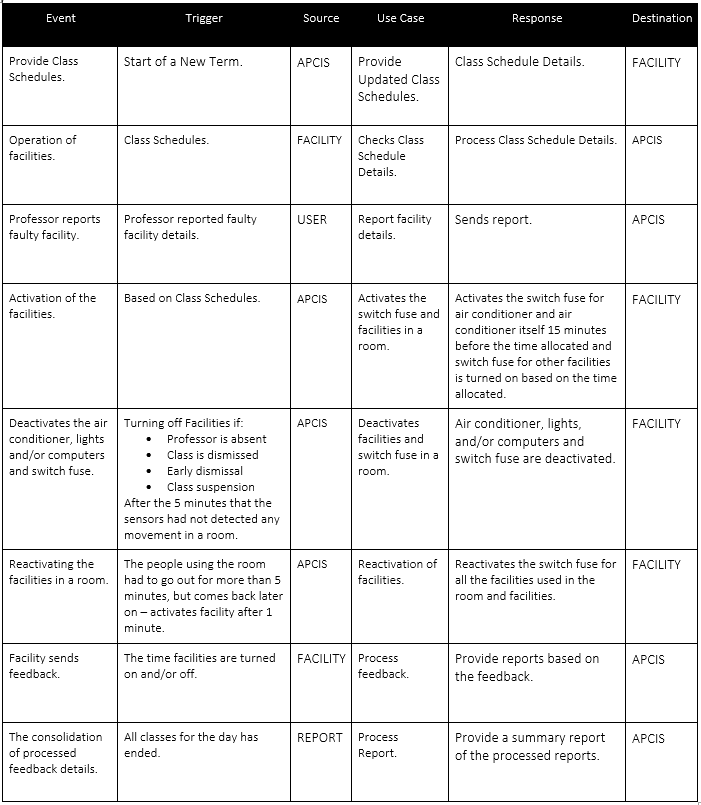 Event Trigger Source Use Case Response Destination
Provide Class
Schedules.
Start of a New Term.
APCIS
Provide
Updated Class
Schedules.
Class Schedule Details.
FACILITY
Operation of
facilities.
Class Schedules.
FACILITY
Checks Class
Schedule
Details.
Process Class Schedule Details.
APCIS
Professor reports
faulty facility.
Professor reported faulty
facility details.
USER
Report facility
details.
Sends report.
APCIS
Activation of the
facilities.
Based on Class Schedules.
APCIS
Activates the
switch fuse and
facilities in a
room.
Activates the switch fuse for
air conditioner and air
conditioner itself 15 minutes
before the time allocated and
switch fuse for other facilities
is turned on based on the time
allocated.
FACILITY
Deactivates the air
conditioner, lights
and/or computers
and switch fuse.
Turning off Facilities if:
• Professor is absent
• Class is dismissed
• Early dismissal
• Class suspension
After the 5 minutes that the
sensors had not detected any
movement in a room.
APCIS
Deactivates
facilities and
switch fuse in a
room.
Air conditioner, lights,
and/or computers and
switch fuse are deactivated.
FACILITY
Reactivating the
facilities in a room.
The people using the room
had to go out for more than 5
minutes, but comes back later
on – activates facility after 1
minute.
APCIS
Reactivation of
facilities.
Reactivates the switch fuse for
all the facilities used in the
room and facilities.
FACILITY
Facility sends
feedback.
The time facilities are turned
on and/or off.
FACILITY
Process
feedback.
Provide reports based on
the feedback.
APCIS
The consolidation
of processed
feedback details.
All classes for the day has
ended.
REPORT
Process
Report.
Provide a summary report
of the processed reports.
APCIS